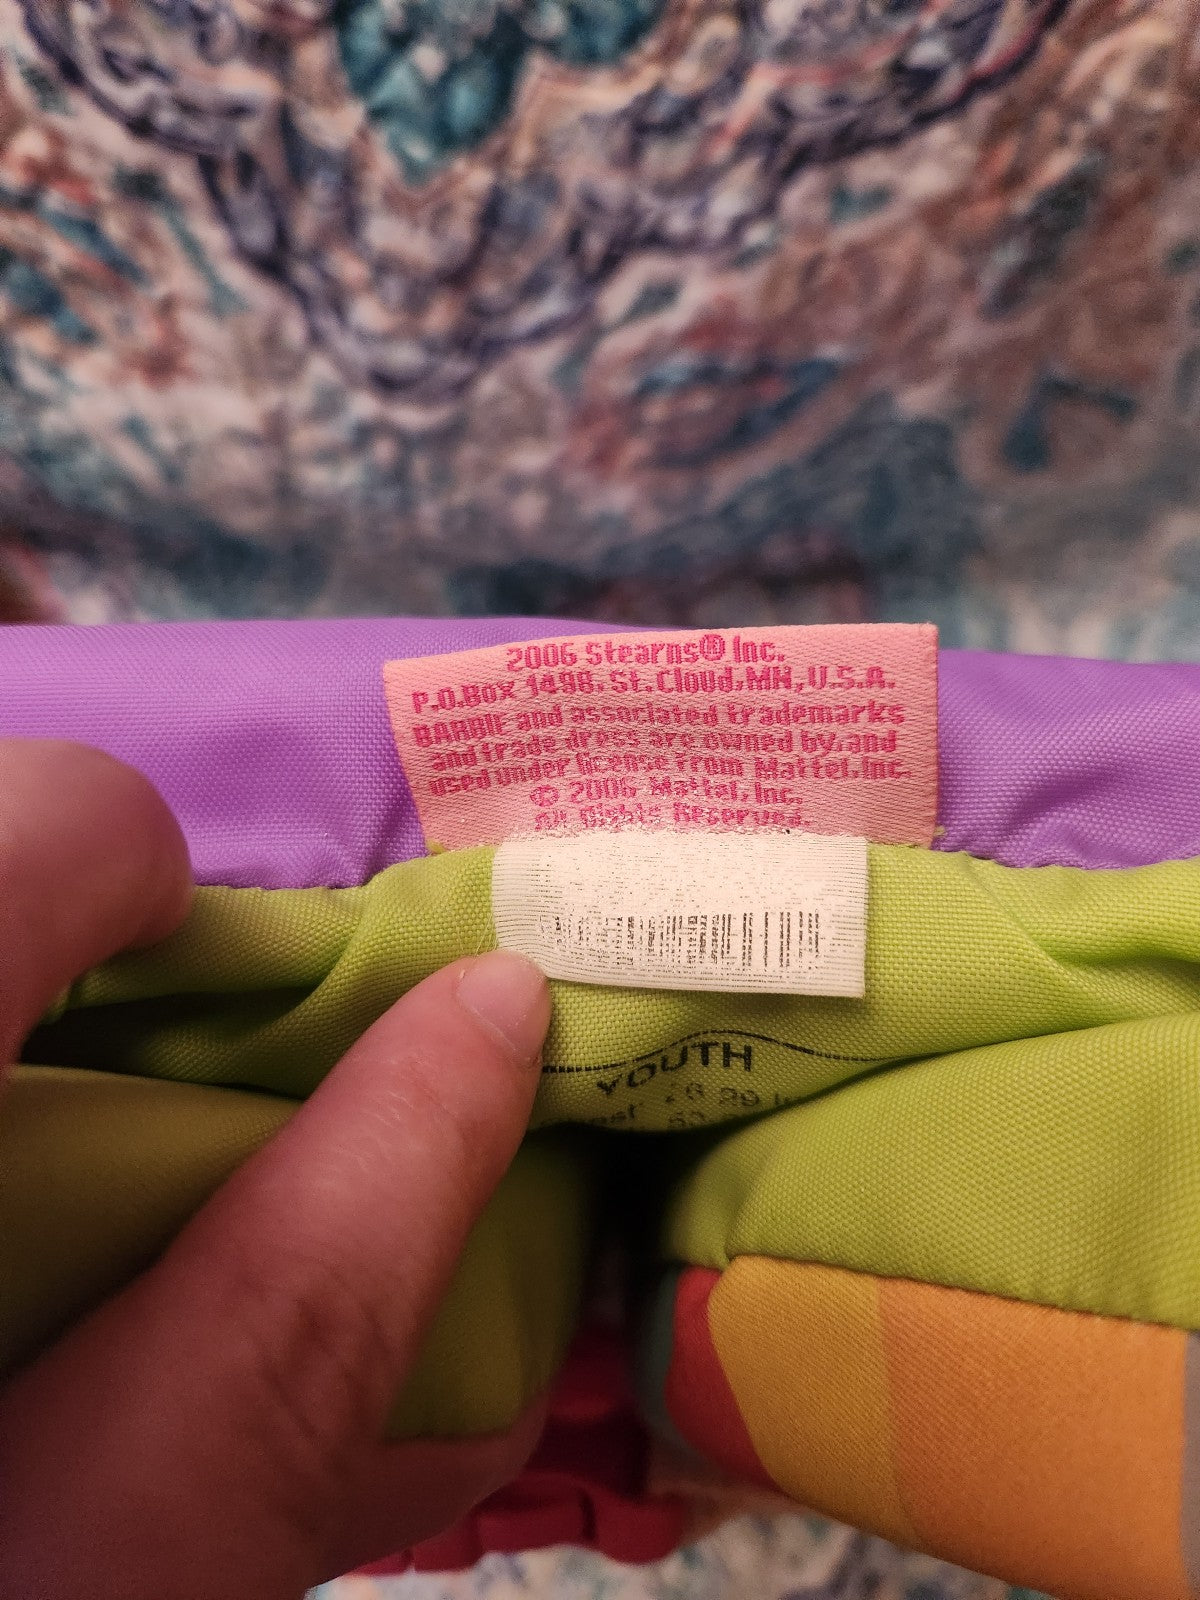 2006 Stearns® Inc.
P.O.Box 1498, St. Cloud, MN, U.S.A.
BARBIE and associated trademarks
and trade dress are owned by, and
used under license from Mattel, Inc.
© 2006 Mattel, Inc.
All Rights Reserved.
YOUTH